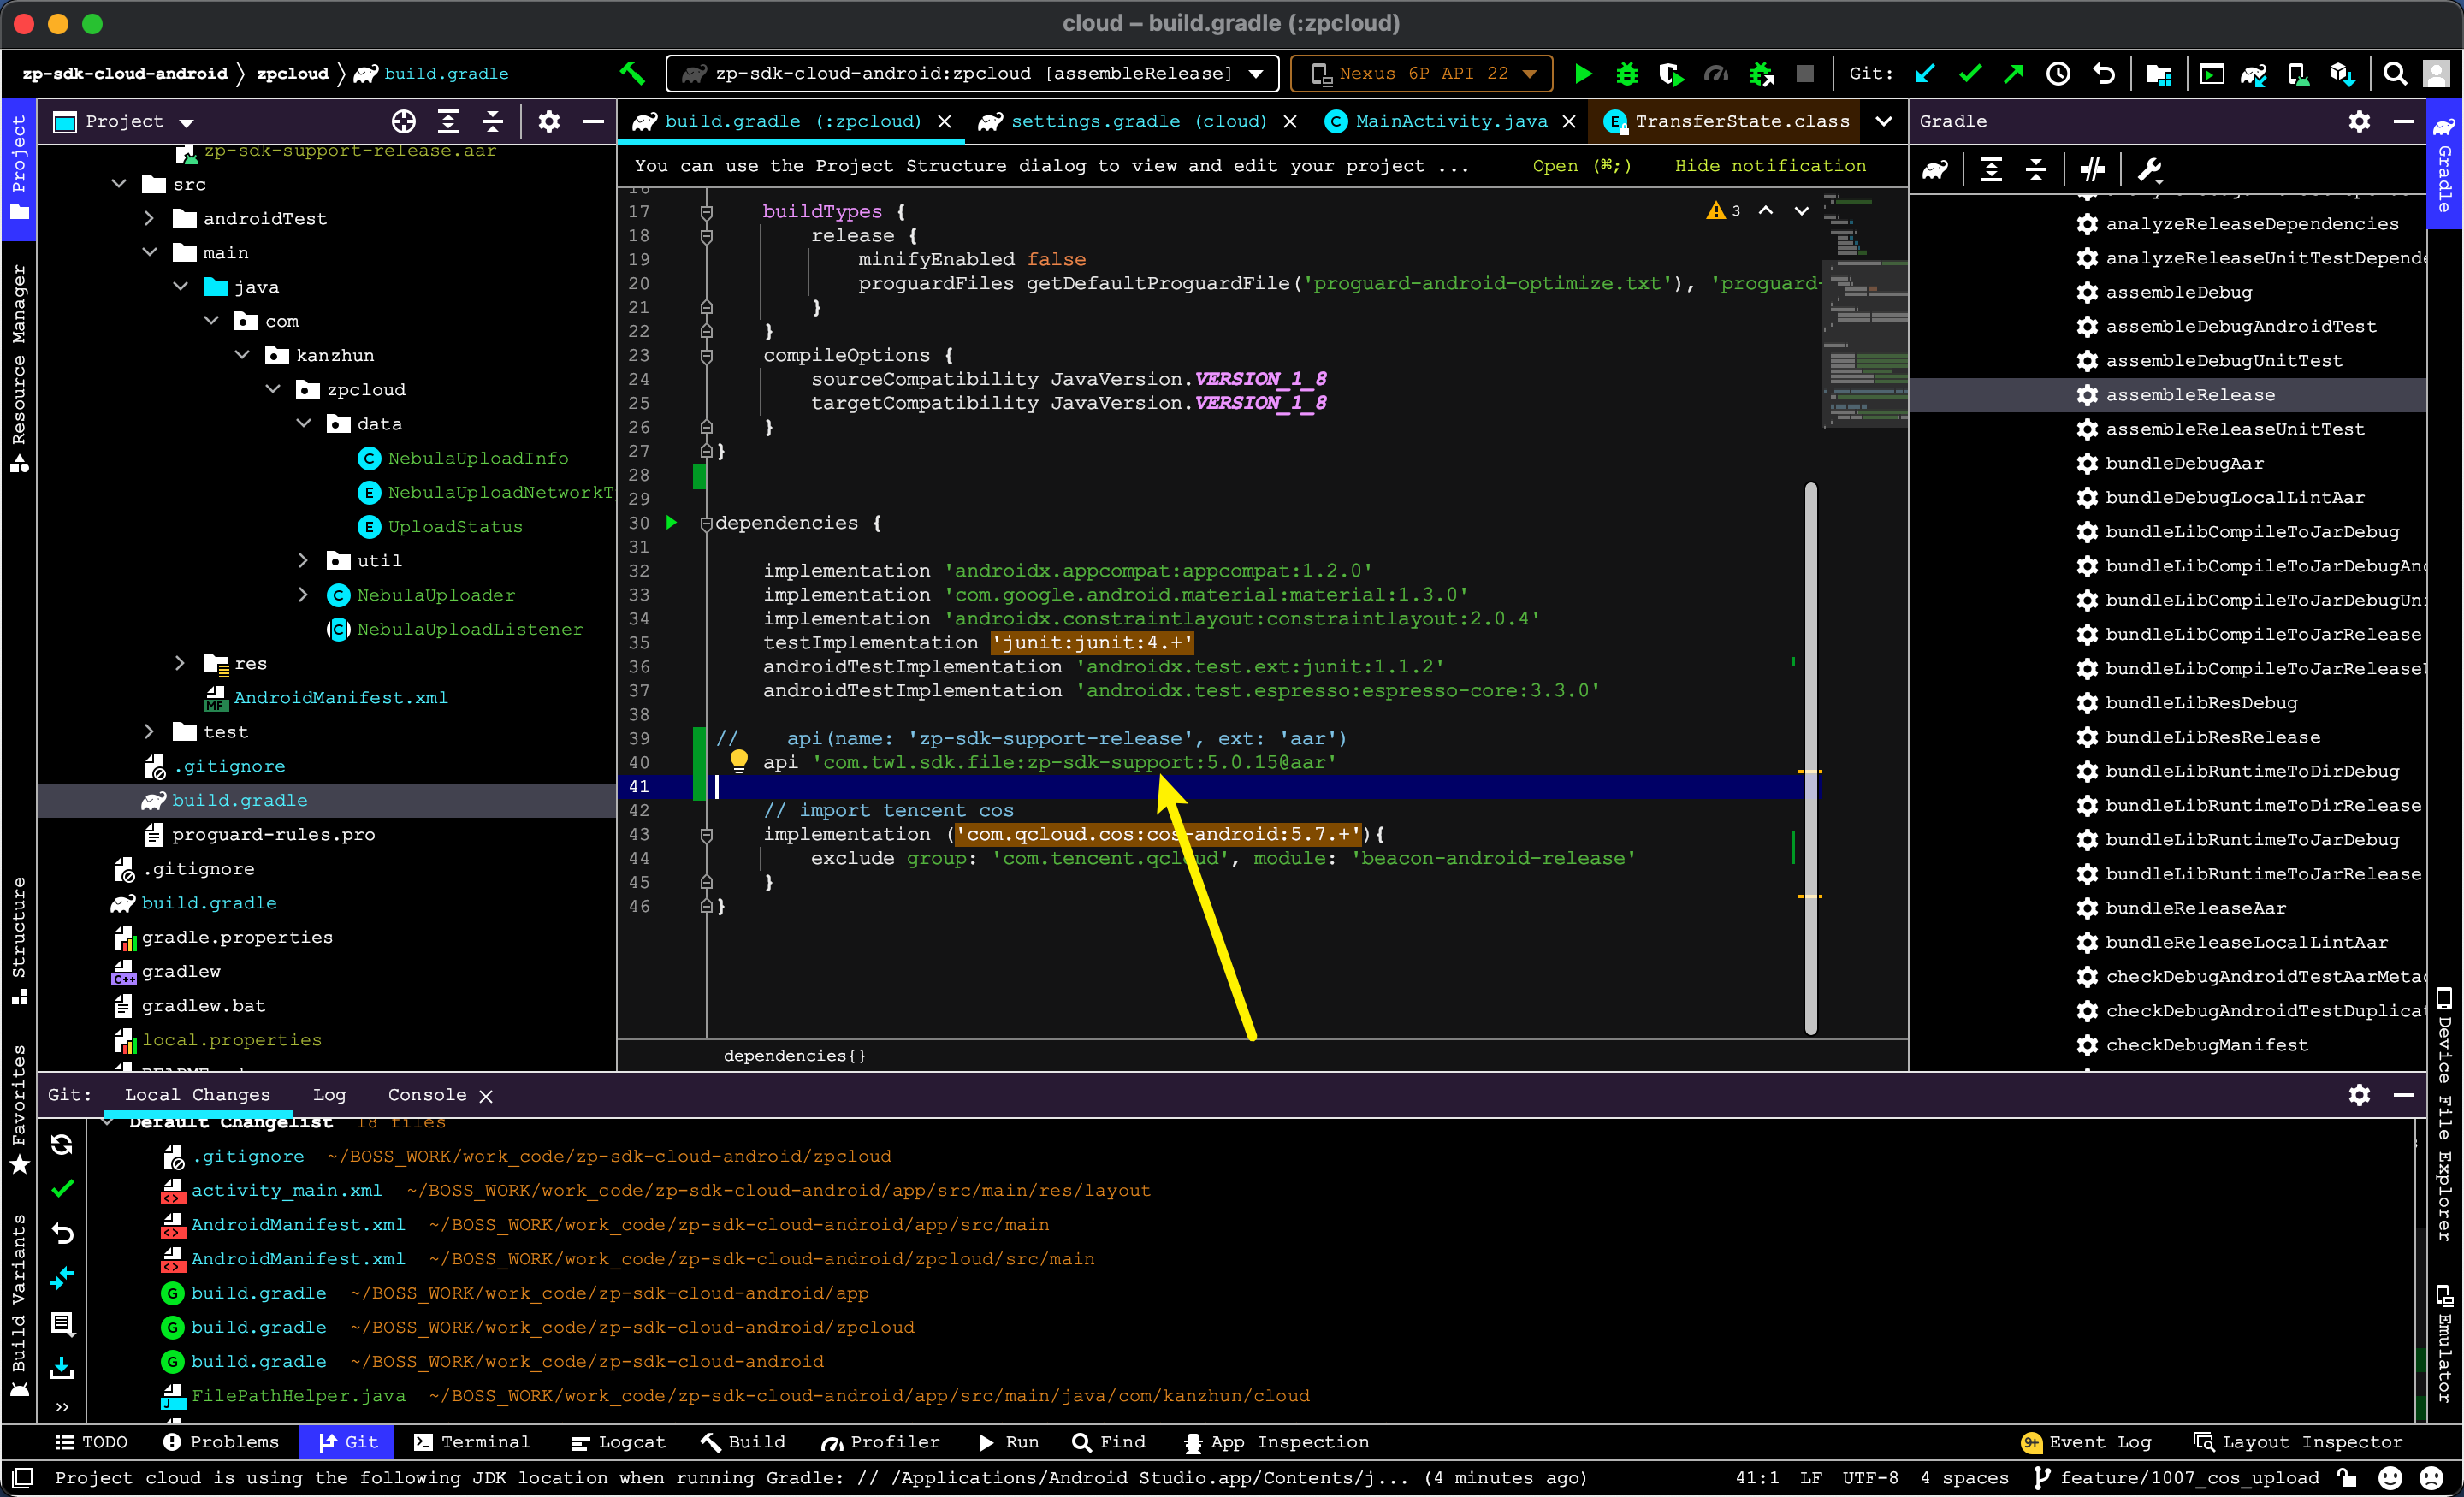 cloud – build.gradle (:zpcloud)
zp-sdk-cloud-android zpcloud build.gradle
zp-sdk-cloud-android:zpcloud [assembleRelease]
Nexus 6P API 22
Git:
Project
Resource Manager
Structure
Favorites
Build Variants
Project
zp-sdk-support-release.aar
src
androidTest
main
java
com
kanzhun
zpcloud
data
NebulaUploadInfo
NebulaUploadNetworkT
UploadStatus
util
NebulaUploader
NebulaUploadListener
res
AndroidManifest.xml
test
.gitignore
build.gradle
proguard-rules.pro
.gitignore
build.gradle
gradle.properties
gradlew
gradlew.bat
local.properties
build.gradle (:zpcloud)
settings.gradle (cloud)
MainActivity.java
TransferState.class
You can use the Project Structure dialog to view and edit your project ...
Open (⌘;)
Hide notification
3
17 buildTypes {
18 release {
19 minifyEnabled false
20 proguardFiles getDefaultProguardFile('proguard-android-optimize.txt'), 'proguard-
21 }
22 }
23 compileOptions {
24 sourceCompatibility JavaVersion.VERSION_1_8
25 targetCompatibility JavaVersion.VERSION_1_8
26 }
27 }
28
29
30 dependencies {
31
32 implementation 'androidx.appcompat:appcompat:1.2.0'
33 implementation 'com.google.android.material:material:1.3.0'
34 implementation 'androidx.constraintlayout:constraintlayout:2.0.4'
35 testImplementation 'junit:junit:4.+'
36 androidTestImplementation 'androidx.test.ext:junit:1.1.2'
37 androidTestImplementation 'androidx.test.espresso:espresso-core:3.3.0'
38
39 // api(name: 'zp-sdk-support-release', ext: 'aar')
40 api 'com.twl.sdk.file:zp-sdk-support:5.0.15@aar'
41
42 // import tencent cos
43 implementation ('com.qcloud.cos:cos-android:5.7.+'){
44 exclude group: 'com.tencent.qcloud', module: 'beacon-android-release'
45 }
46 }
dependencies{}
Gradle
analyzeReleaseDependencies
analyzeReleaseUnitTestDepende
assembleDebug
assembleDebugAndroidTest
assembleDebugUnitTest
assembleRelease
assembleReleaseUnitTest
bundleDebugAar
bundleDebugLocalLintAar
bundleLibCompileToJarDebug
bundleLibCompileToJarDebugAnd
bundleLibCompileToJarDebugUni
bundleLibCompileToJarRelease
bundleLibCompileToJarReleaseU
bundleLibResDebug
bundleLibResRelease
bundleLibRuntimeToDirDebug
bundleLibRuntimeToDirRelease
bundleLibRuntimeToJarDebug
bundleLibRuntimeToJarRelease
bundleReleaseAar
bundleReleaseLocalLintAar
checkDebugAndroidTestAarMetad
checkDebugAndroidTestDuplicat
checkDebugManifest
Gradle
Device File Explorer
Emulator
Git: Local Changes Log Console
Default Changelist 18 files
.gitignore ~/BOSS_WORK/work_code/zp-sdk-cloud-android/zpcloud
activity_main.xml ~/BOSS_WORK/work_code/zp-sdk-cloud-android/app/src/main/res/layout
AndroidManifest.xml ~/BOSS_WORK/work_code/zp-sdk-cloud-android/app/src/main
AndroidManifest.xml ~/BOSS_WORK/work_code/zp-sdk-cloud-android/zpcloud/src/main
build.gradle ~/BOSS_WORK/work_code/zp-sdk-cloud-android/app
build.gradle ~/BOSS_WORK/work_code/zp-sdk-cloud-android/zpcloud
build.gradle ~/BOSS_WORK/work_code/zp-sdk-cloud-android
FilePathHelper.java ~/BOSS_WORK/work_code/zp-sdk-cloud-android/app/src/main/java/com/kanzhun/cloud
TODO Problems Git Terminal Logcat Build Profiler Run Find App Inspection 9+ Event Log Layout Inspector
Project cloud is using the following JDK location when running Gradle: // /Applications/Android Studio.app/Contents/j... (4 minutes ago) 41:1 LF UTF-8 4 spaces feature/1007_cos_upload